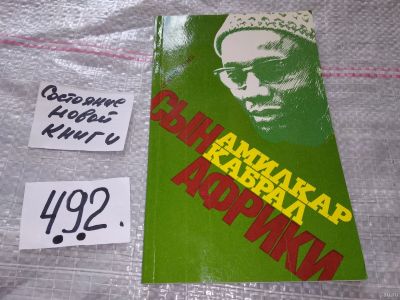 Состояние
новой
книги
492.
СЫН
АМИЛКАР
КАБРАЛ
АФРИКИ